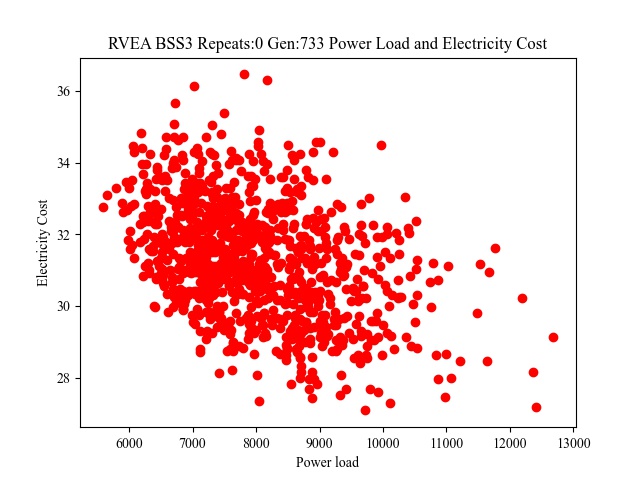 RVEA BSS3 Repeats:0 Gen:733 Power Load and Electricity Cost
36
34
32
30
28
Electricity Cost
6000 7000 8000 9000 10000 11000 12000 13000
Power load